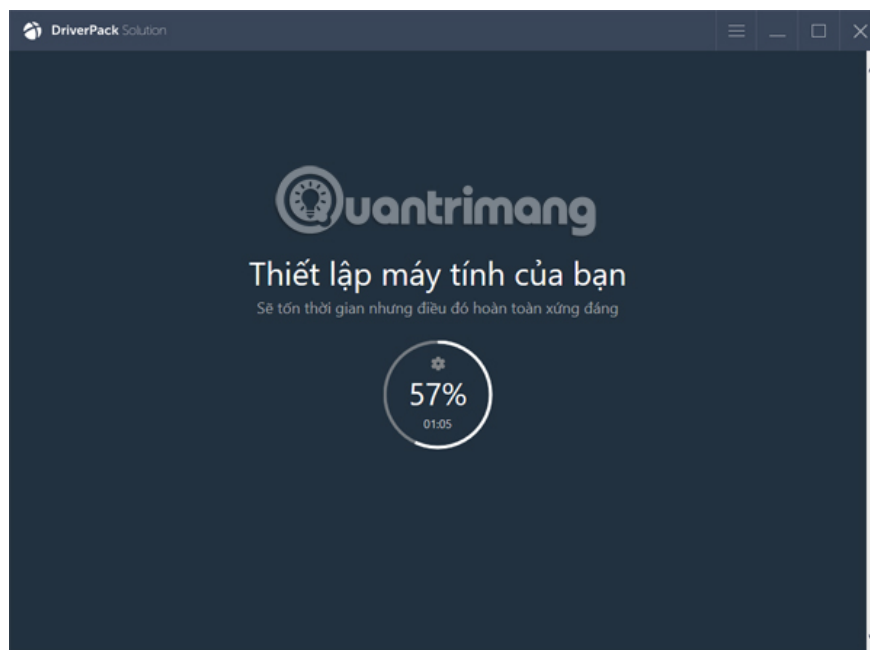 DriverPack Solution
Quantrimang
Thiết lập máy tính của bạn
Sẽ tốn thời gian nhưng điều đó hoàn toàn xứng đáng
57%
01:05